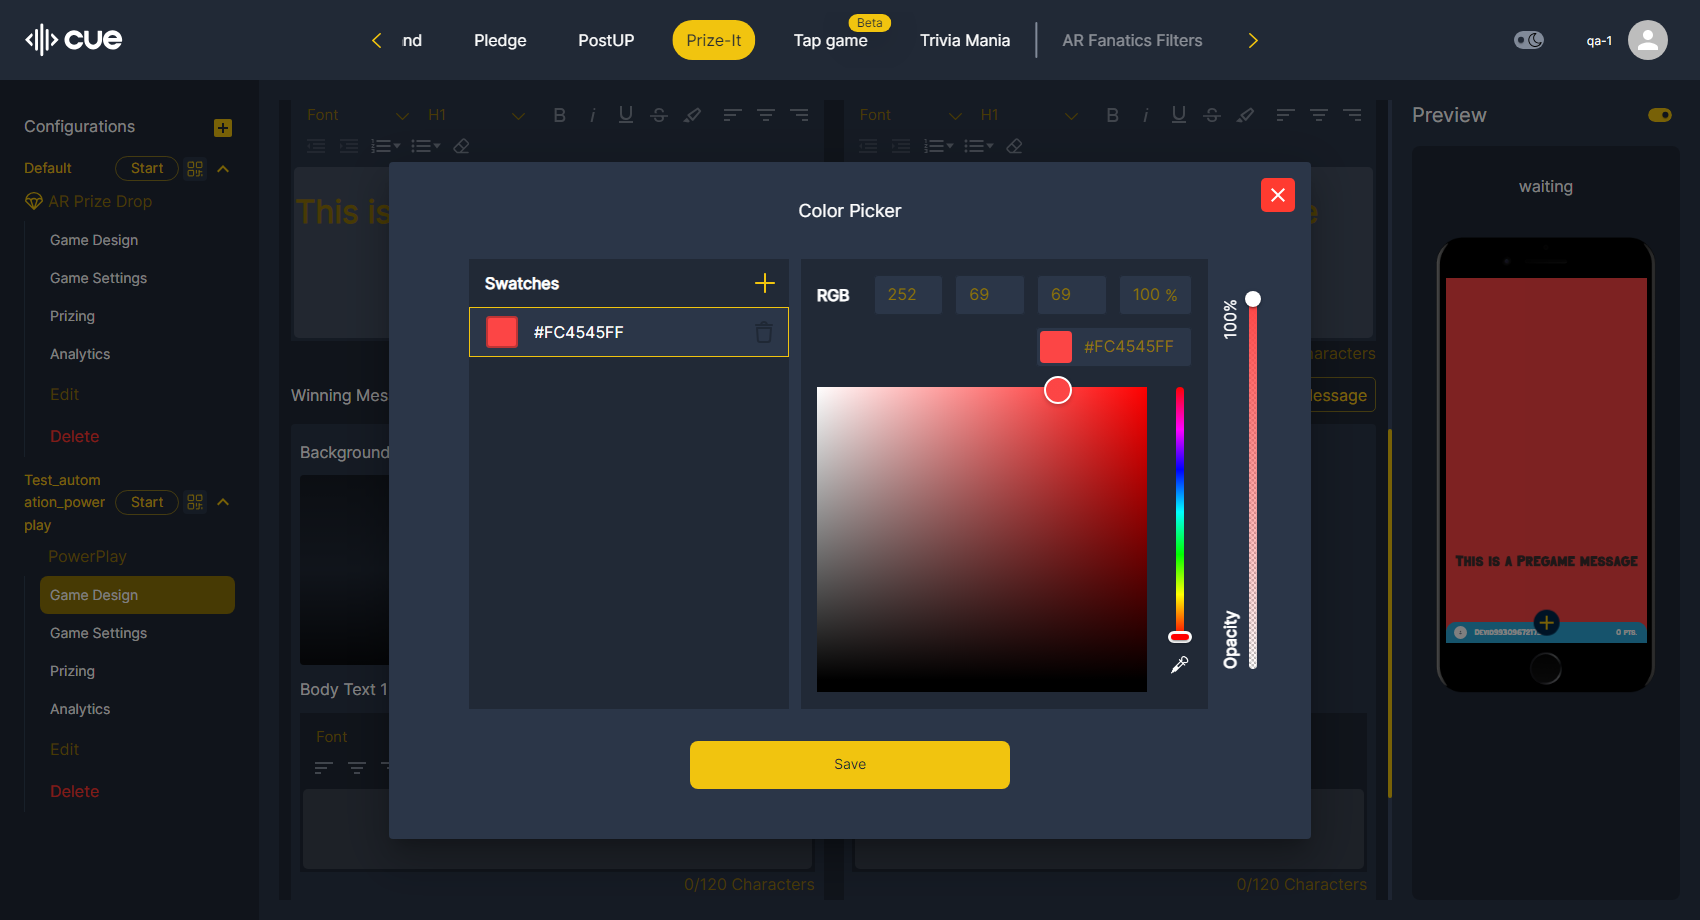 cue
nd
Pledge
PostUP
Prize-It
Tap game
Beta
Trivia Mania
AR Fanatics Filters
qa-1
Configurations
Default
Start
AR Prize Drop
Game Design
Game Settings
Prizing
Analytics
Edit
Delete
Test_autom
ation_power
play
Start
PowerPlay
Game Design
Game Settings
Prizing
Analytics
Edit
Delete
Font
H1
B
i
U
S
Font
H1
B
i
U
S
This is
e
aracters
Winning Mes
essage
Background
Body Text 1
Font
0/120 Characters
0/120 Characters
Color Picker
Swatches
#FC4545FF
RGB
252
69
69
100 %
#FC4545FF
100%
Opacity
Save
Preview
waiting
This is a Pregame message
0 pts.